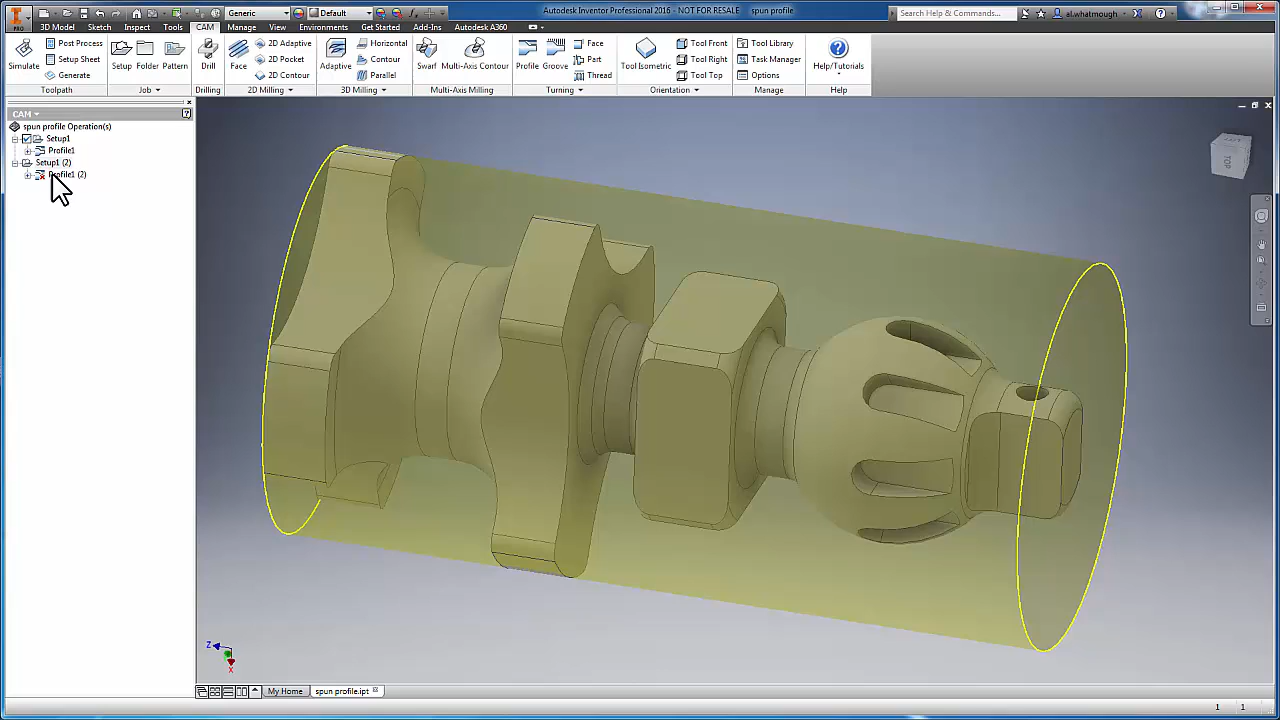 Generic
Default
Autodesk Inventor Professional 2016 - NOT FOR RESALE spun profile
Search Help & Commands...
al.whatmough
PRO
3D Model Sketch Inspect Tools CAM Manage View Environments Get Started Add-Ins Autodesk A360
Simulate
Post Process
Setup Sheet
Generate
Toolpath
Setup
Folder
Pattern
Job
Drill
Drilling
Face
2D Adaptive
2D Pocket
2D Contour
2D Milling
Adaptive
Horizontal
Contour
Parallel
3D Milling
Swarf
Multi-Axis Contour
Multi-Axis Milling
Profile
Groove
Face
Part
Thread
Turning
Tool Isometric
Tool Front
Tool Right
Tool Top
Orientation
Tool Library
Task Manager
Options
Manage
Help/Tutorials
Help
CAM
spun profile Operation(s)
Setup1
Profile1
Setup1 (2)
Profile1 (2)
TOP
Z
X
My Home
spun profile.ipt
1 1